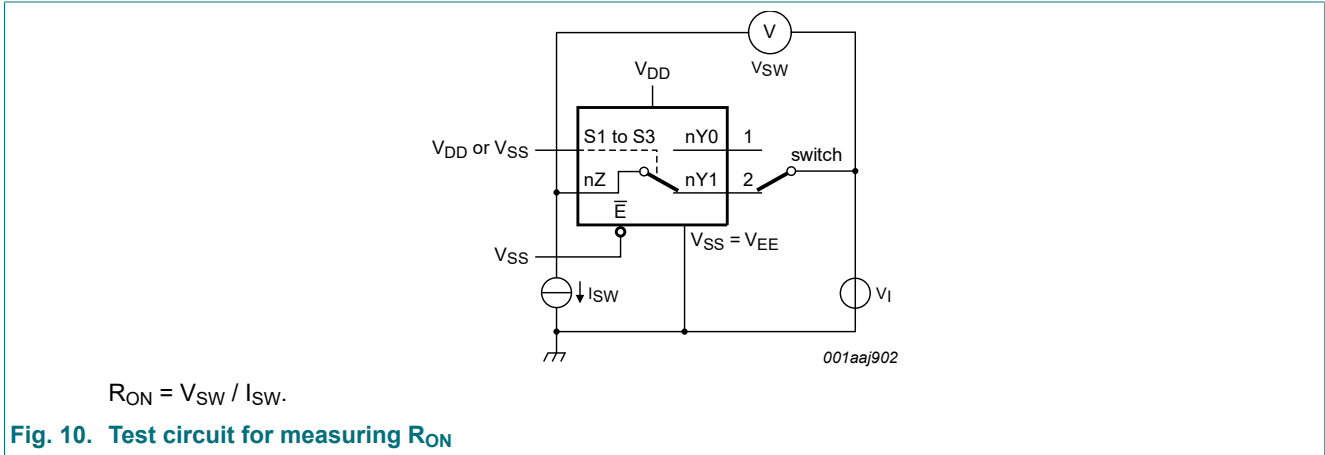 V
VSW
VDD
S1 to S3 nY0 1
VDD or VSS
switch
nZ nY1 2
E̅
VSS = VEE
VSS
ISW
VI
001aaj902
RON = VSW / ISW.
Fig. 10. Test circuit for measuring RON